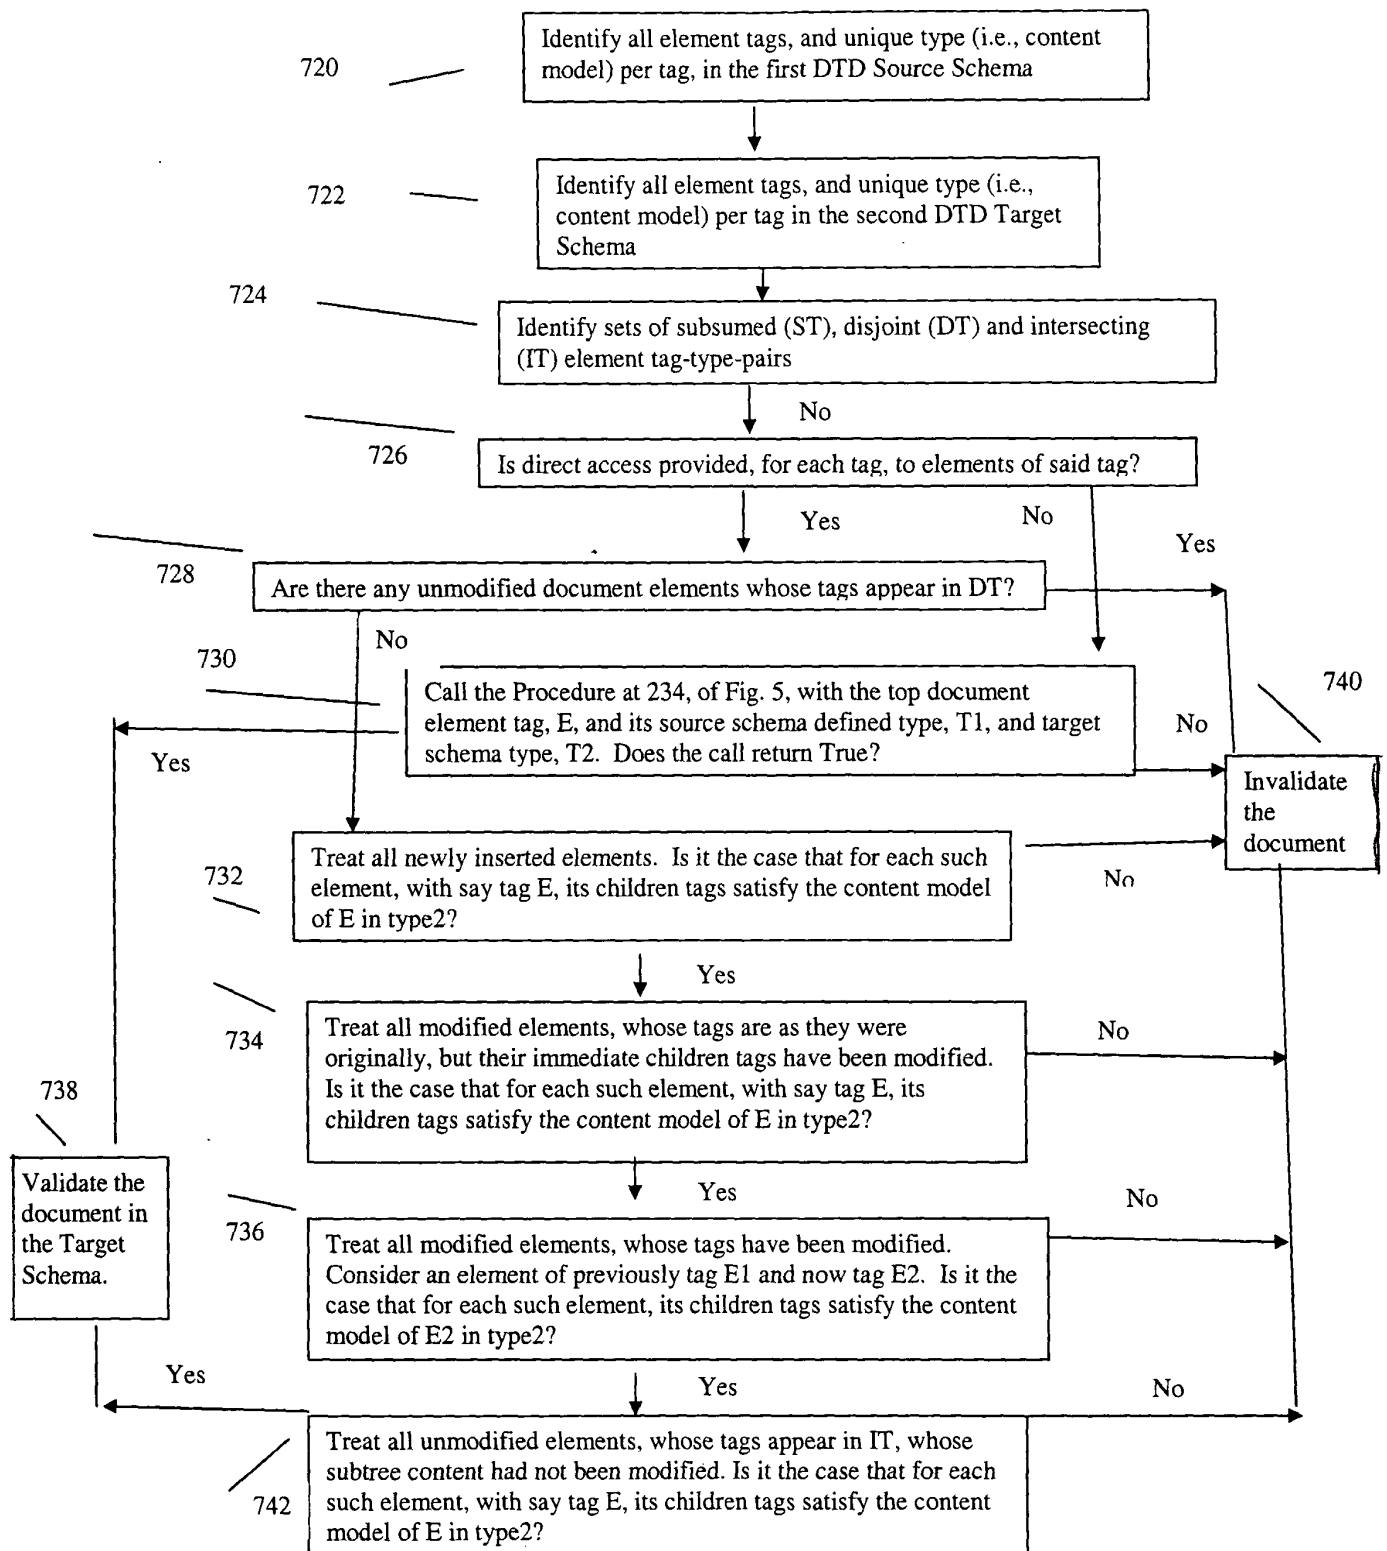 720
Identify all element tags, and unique type (i.e., content
model) per tag, in the first DTD Source Schema
722
Identify all element tags, and unique type (i.e.,
content model) per tag in the second DTD Target
Schema
724
Identify sets of subsumed (ST), disjoint (DT) and intersecting
(IT) element tag-type-pairs
No
726
Is direct access provided, for each tag, to elements of said tag?
Yes
No
Yes
728
Are there any unmodified document elements whose tags appear in DT?
No
730
Call the Procedure at 234, of Fig. 5, with the top document
element tag, E, and its source schema defined type, T1, and target
schema type, T2. Does the call return True?
Yes
No
740
Invalidate
the
document
732
Treat all newly inserted elements. Is it the case that for each such
element, with say tag E, its children tags satisfy the content model
of E in type2?
No
Yes
734
Treat all modified elements, whose tags are as they were
originally, but their immediate children tags have been modified.
Is it the case that for each such element, with say tag E, its
children tags satisfy the content model of E in type2?
No
738
Validate the
document in
the Target
Schema.
Yes
736
Treat all modified elements, whose tags have been modified.
Consider an element of previously tag E1 and now tag E2. Is it the
case that for each such element, its children tags satisfy the content
model of E2 in type2?
No
Yes
Yes
No
742
Treat all unmodified elements, whose tags appear in IT, whose
subtree content had not been modified. Is it the case that for each
such element, with say tag E, its children tags satisfy the content
model of E in type2?